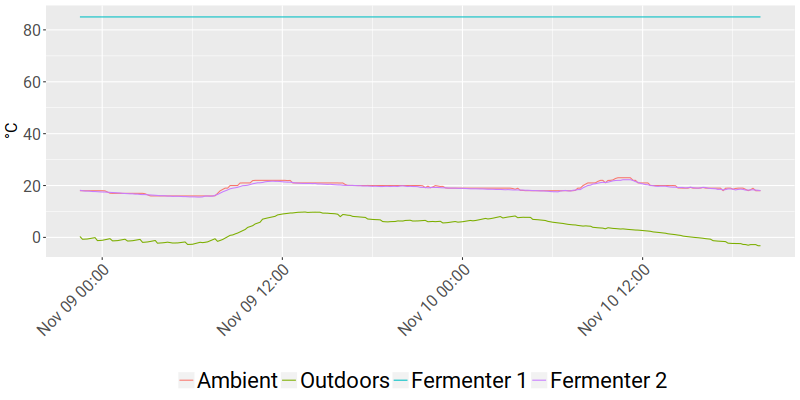 80
60
40
20
0
°C
Nov 09 00:00
Nov 09 12:00
Nov 10 00:00
Nov 10 12:00
Ambient Outdoors Fermenter 1 Fermenter 2